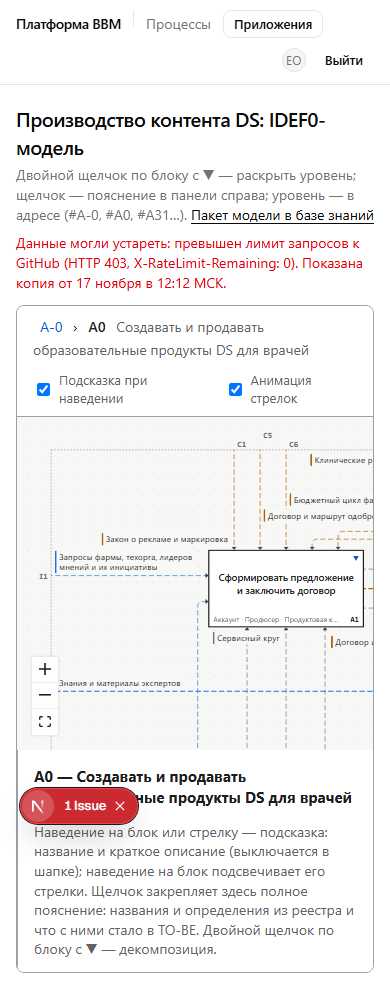 Платформа BBM
Процессы
Приложения
EO
Выйти
Производство контента DS: IDEF0-
модель
Двойной щелчок по блоку с ▼ — раскрыть уровень;
щелчок — пояснение в панели справа; уровень — в
адресе (#A-0, #A0, #A31...). Пакет модели в базе знаний
Данные могли устареть: превышен лимит запросов к
GitHub (HTTP 403, X-RateLimit-Remaining: 0). Показана
копия от 17 ноября в 12:12 МСК.
A-0 › A0 Создавать и продавать
образовательные продукты DS для врачей
Подсказка при
наведении
Анимация
стрелок
C5
C1
C6
Клинические
Бюджетный цикл
Договор и маршрут
Закон о рекламе и маркировка
Запросы фармы, техорга, лидеров
мнений и их инициативы
I1
Сформировать предложение
и заключить договор
Аккаунт Продюсер Продуктовая к... A1
Сервисный круг
Договор
Знания и материалы экспертов
A0 — Создавать и продавать
ные продукты DS для врачей
N 1 Issue ×
Наведение на блок или стрелку — подсказка:
название и краткое описание (выключается в
шапке); наведение на блок подсвечивает его
стрелки. Щелчок закрепляет здесь полное
пояснение: названия и определения из реестра и
что с ними стало в TO-BE. Двойной щелчок по
блоку с ▼ — декомпозиция.